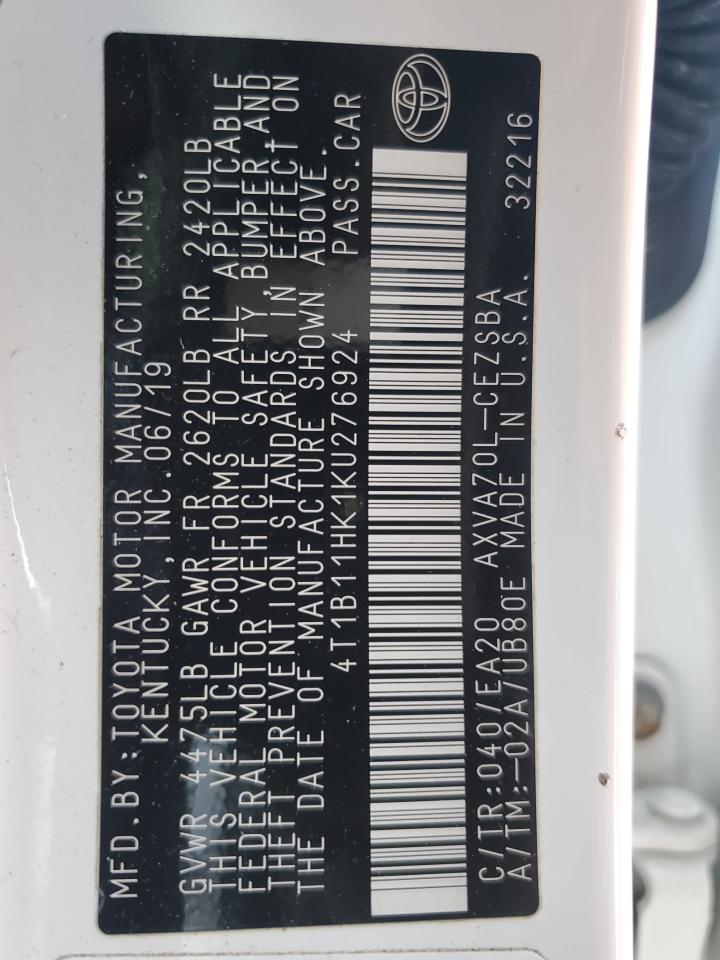 MFD.BY:TOYOTA MOTOR MANUFACTURING,
KENTUCKY, INC.06/19
GVWR 4475LB GAWR FR 2620LB RR 2420LB
THIS VEHICLE CONFORMS TO ALL APPLICABLE
FEDERAL MOTOR VEHICLE SAFETY,BUMPER,AND
THEFT PREVENTION STANDARDS IN EFFECT ON
THE DATE OF MANUFACTURE SHOWN ABOVE.
4T1B11HK1KU276924 PASS.CAR
C/TR:040/EA20 AXVA70L-CEZSBA
A/TM:-02A/UB80E MADE IN U.S.A. 32216